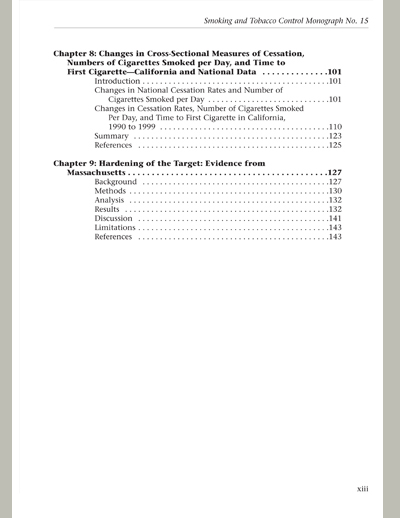 Smoking and Tobacco Control Monograph No. 15
Chapter 8: Changes in Cross-Sectional Measures of Cessation,
Numbers of Cigarettes Smoked per Day, and Time to
First Cigarette—California and National Data . . . . . . . . . . . . . .101
Introduction . . . . . . . . . . . . . . . . . . . . . . . . . . . . . . . . . . . . . . . . . .101
Changes in National Cessation Rates and Number of
Cigarettes Smoked per Day . . . . . . . . . . . . . . . . . . . . . . . . . . . .101
Changes in Cessation Rates, Number of Cigarettes Smoked
Per Day, and Time to First Cigarette in California,
1990 to 1999 . . . . . . . . . . . . . . . . . . . . . . . . . . . . . . . . . . . . . . .110
Summary . . . . . . . . . . . . . . . . . . . . . . . . . . . . . . . . . . . . . . . . . . . .123
References . . . . . . . . . . . . . . . . . . . . . . . . . . . . . . . . . . . . . . . . . . .125
Chapter 9: Hardening of the Target: Evidence from
Massachusetts . . . . . . . . . . . . . . . . . . . . . . . . . . . . . . . . . . . . . . . . . .127
Background . . . . . . . . . . . . . . . . . . . . . . . . . . . . . . . . . . . . . . . . . .127
Methods . . . . . . . . . . . . . . . . . . . . . . . . . . . . . . . . . . . . . . . . . . . . .130
Analysis . . . . . . . . . . . . . . . . . . . . . . . . . . . . . . . . . . . . . . . . . . . . .132
Results . . . . . . . . . . . . . . . . . . . . . . . . . . . . . . . . . . . . . . . . . . . . . .132
Discussion . . . . . . . . . . . . . . . . . . . . . . . . . . . . . . . . . . . . . . . . . . .141
Limitations . . . . . . . . . . . . . . . . . . . . . . . . . . . . . . . . . . . . . . . . . . .143
References . . . . . . . . . . . . . . . . . . . . . . . . . . . . . . . . . . . . . . . . . . .143
xiii